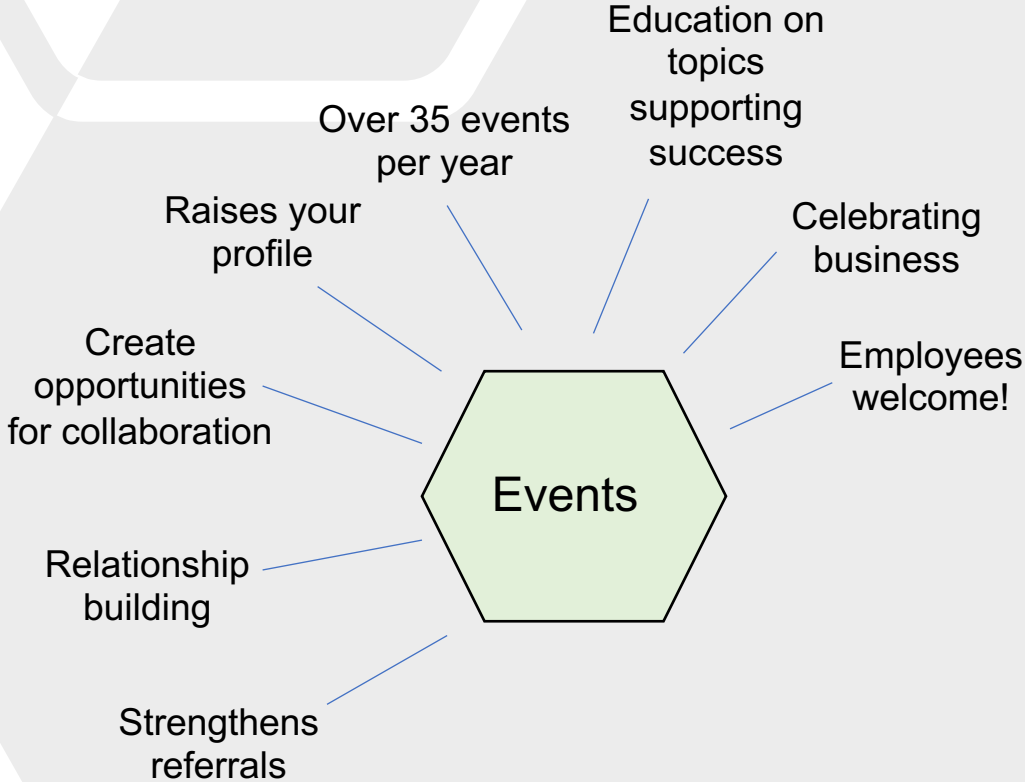 Education on
topics
supporting
success
Over 35 events
per year
Raises your
profile
Celebrating
business
Create
opportunities
for collaboration
Employees
welcome!
Events
Relationship
building
Strengthens
referrals